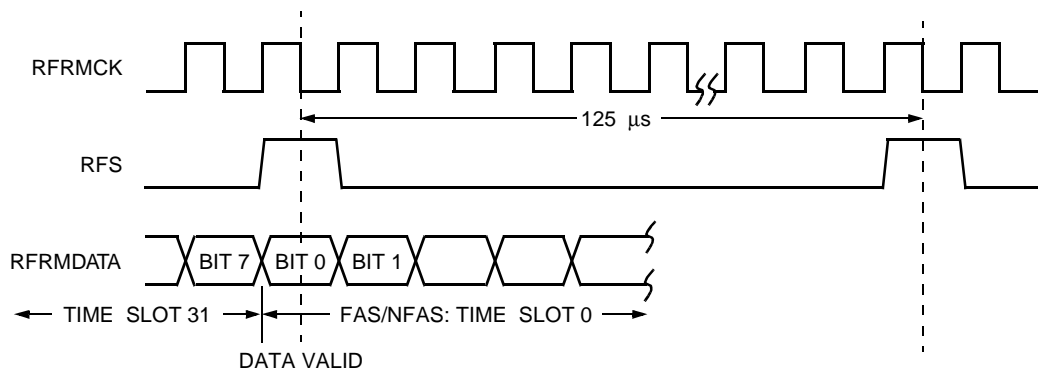 RFRMCK
125 μs
RFS
RFRMDATA
BIT 7
BIT 0
BIT 1
TIME SLOT 31
FAS/NFAS: TIME SLOT 0
DATA VALID